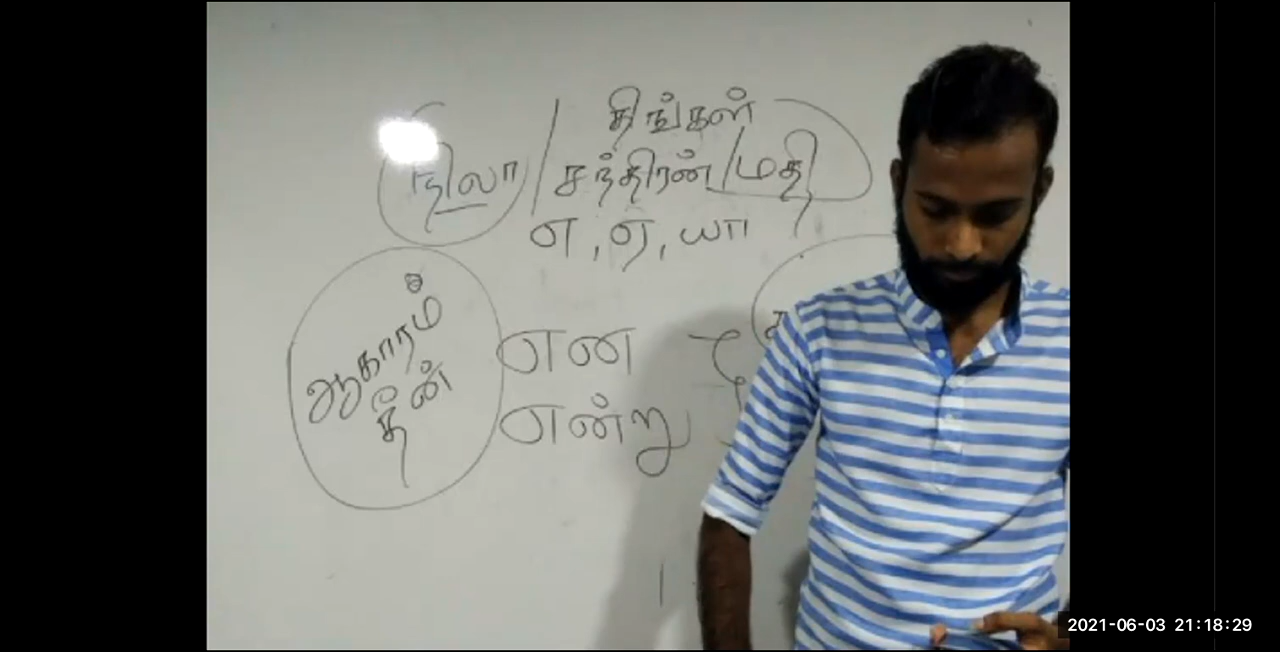 திங்கள்
நிலா / சந்திரன் / மதி
எ , ஏ , யா
ஆகாரம்
தீன்
என
என்று
2021-06-03 21:18:29